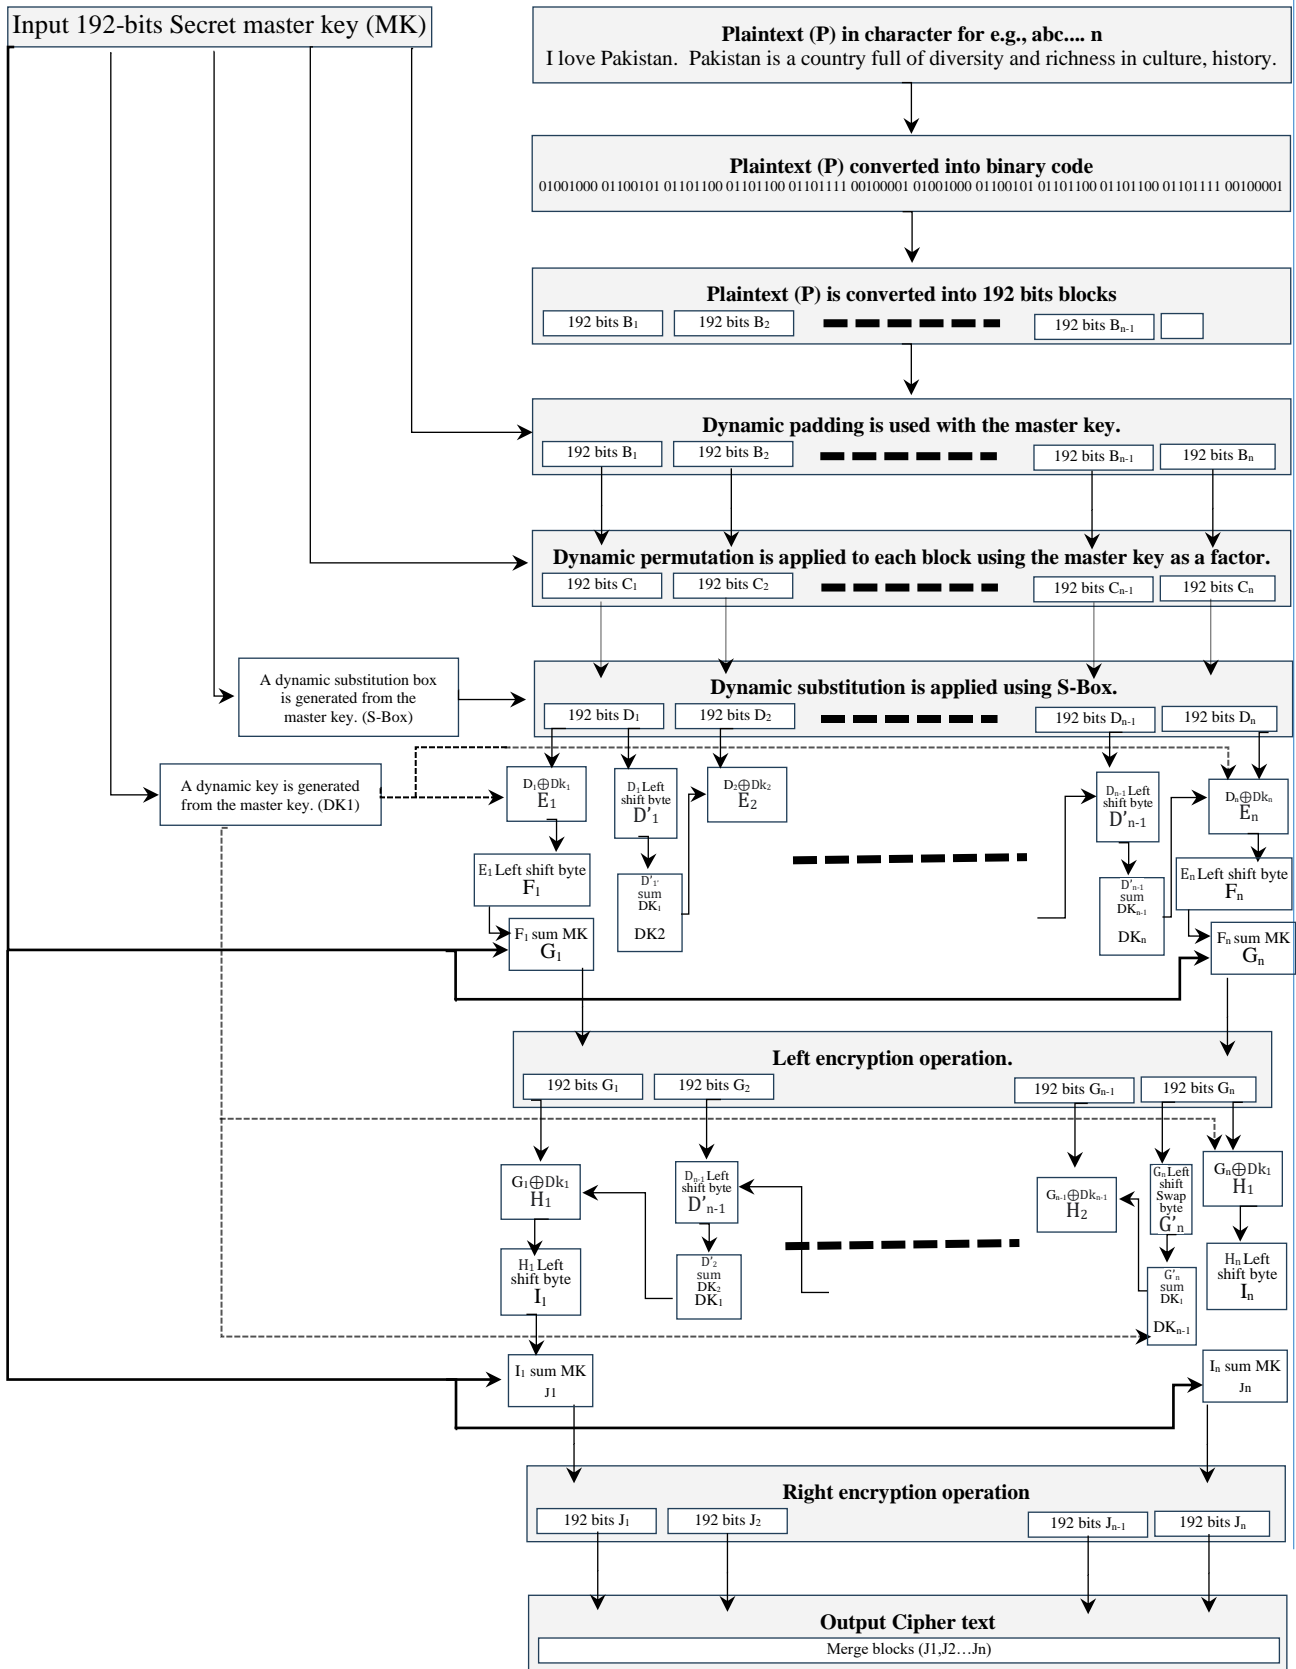 Input 192-bits Secret master key (MK)
Plaintext (P) in character for e.g., abc.... n
I love Pakistan. Pakistan is a country full of diversity and richness in culture, history.
Plaintext (P) converted into binary code
01001000 01100101 01101100 01101100 01101111 00100001 01001000 01100101 01101100 01101100 01101111 00100001
Plaintext (P) is converted into 192 bits blocks
192 bits B₁ 192 bits B₂ 192 bits Bₙ₋₁
Dynamic padding is used with the master key.
192 bits B₁ 192 bits B₂ 192 bits Bₙ₋₁ 192 bits Bₙ
Dynamic permutation is applied to each block using the master key as a factor.
192 bits C₁ 192 bits C₂ 192 bits Cₙ₋₁ 192 bits Cₙ
A dynamic substitution box
is generated from the
master key. (S-Box)
Dynamic substitution is applied using S-Box.
192 bits D₁ 192 bits D₂ 192 bits Dₙ₋₁ 192 bits Dₙ
A dynamic key is generated
from the master key. (DK1)
D₁⊕Dk₁
E₁
D₁ Left
shift byte
D'₁
D₂⊕Dk₂
E₂
Dₙ₋₁ Left
shift byte
D'ₙ₋₁
Dₙ⊕Dkₙ
Eₙ
E₁ Left shift byte
F₁
D'₁'
sum
DK₁
DK2
D'ₙ₋₁
sum
DKₙ₋₁
DKₙ
Eₙ Left shift byte
Fₙ
F₁ sum MK
G₁
Fₙ sum MK
Gₙ
Left encryption operation.
192 bits G₁ 192 bits G₂ 192 bits Gₙ₋₁ 192 bits Gₙ
G₁⊕Dk₁
H₁
Dₙ₋₁ Left
shift byte
D'ₙ₋₁
Gₙ₋₁⊕Dkₙ₋₁
H₂
Gₙ Left
shift
Swap
byte
G'ₙ
Gₙ⊕Dk₁
H₁
H₁ Left
shift byte
I₁
D'₂
sum
DK₂
DK₁
G'ₙ
sum
DK₁
DKₙ₋₁
Hₙ Left
shift byte
Iₙ
I₁ sum MK
J1
Iₙ sum MK
Jn
Right encryption operation
192 bits J₁ 192 bits J₂ 192 bits Jₙ₋₁ 192 bits Jₙ
Output Cipher text
Merge blocks (J1,J2…Jn)